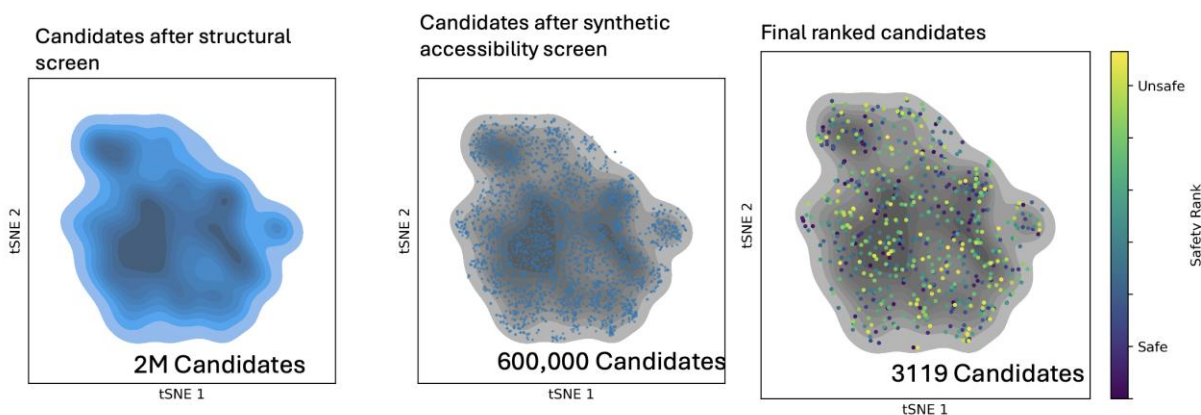 Candidates after structural
screen
tSNE 2
2M Candidates
tSNE 1
Candidates after synthetic
accessibility screen
tSNE 2
600,000 Candidates
tSNE 1
Final ranked candidates
tSNE 2
3119 Candidates
tSNE 1
Unsafe
Safe
Safety Rank